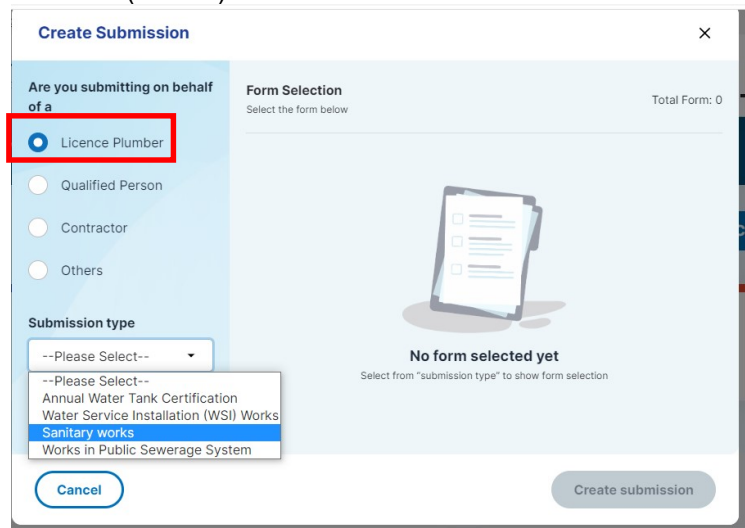 Create Submission
Are you submitting on behalf
of a
Licence Plumber
Qualified Person
Contractor
Others
Submission type
--Please Select--
--Please Select--
Annual Water Tank Certification
Water Service Installation (WSI) Works
Sanitary works
Works in Public Sewerage System
Form Selection
Select the form below
Total Form: 0
No form selected yet
Select from "submission type" to show form selection
Cancel
Create submission